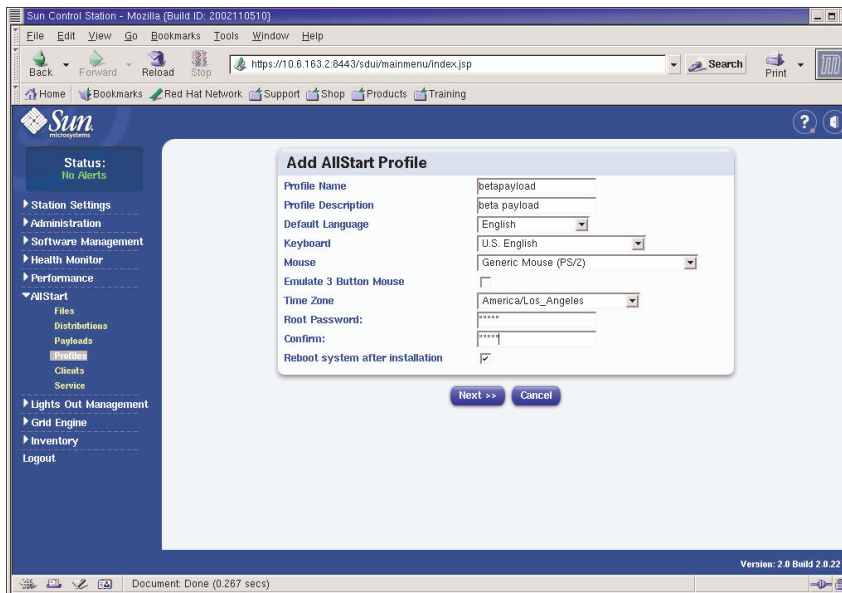 Sun Control Station - Mozilla {Build ID: 2002110510}
File Edit View Go Bookmarks Tools Window Help
Back Forward Reload Stop https://10.6.163.2:8443/sdui/mainmenu/index.jsp Search Print
Home Bookmarks Red Hat Network Support Shop Products Training
Sun
microsystems
?
Status:
No Alerts
Station Settings
Administration
Software Management
Health Monitor
Performance
AllStart
Files
Distributions
Payloads
Profiles
Clients
Service
Lights Out Management
Grid Engine
Inventory
Logout
Add AllStart Profile
Profile Name betapayload
Profile Description beta payload
Default Language English
Keyboard U.S. English
Mouse Generic Mouse (PS/2)
Emulate 3 Button Mouse
Time Zone America/Los_Angeles
Root Password: *****
Confirm: *****
Reboot system after installation
Next >> Cancel
Version: 2.0 Build 2.0.22
Document: Done (0.267 secs)